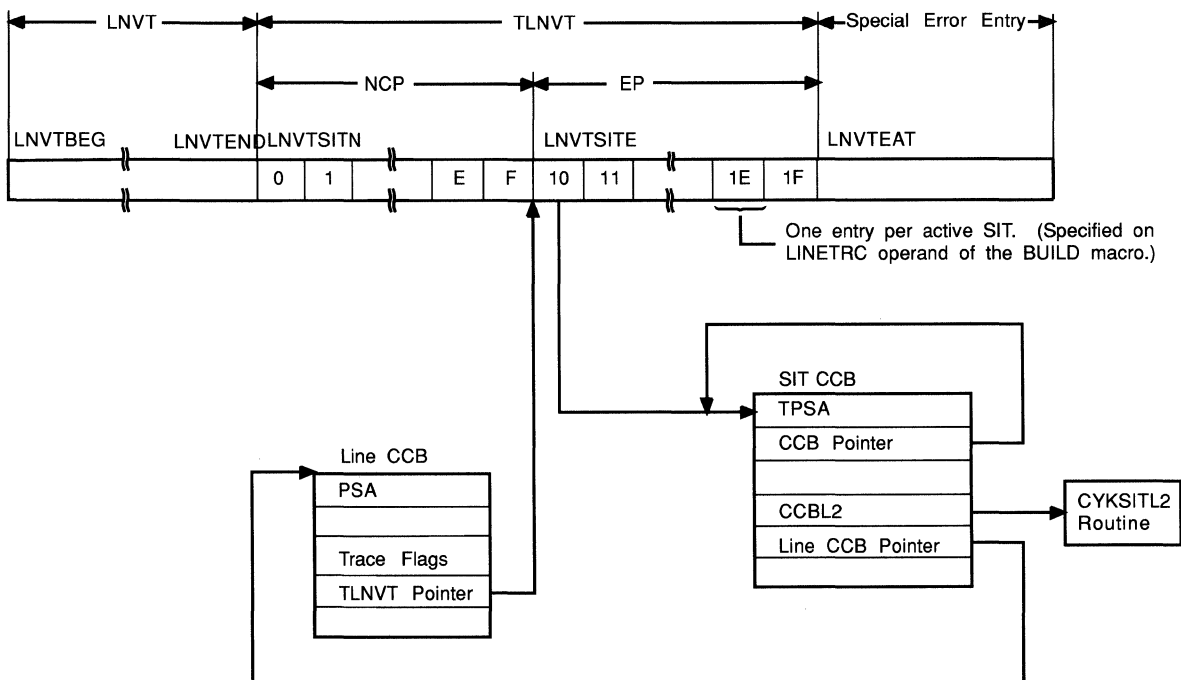 LNVT
TLNVT
Special Error Entry
NCP
EP
LNVTBEG
LNVTEND
LNVTSITN
LNVTSITE
LNVTEAT
0 1 E F 10 11 1E 1F
One entry per active SIT. (Specified on
LINETRC operand of the BUILD macro.)
SIT CCB
TPSA
CCB Pointer
CCBL2
Line CCB Pointer
CYKSITL2
Routine
Line CCB
PSA
Trace Flags
TLNVT Pointer